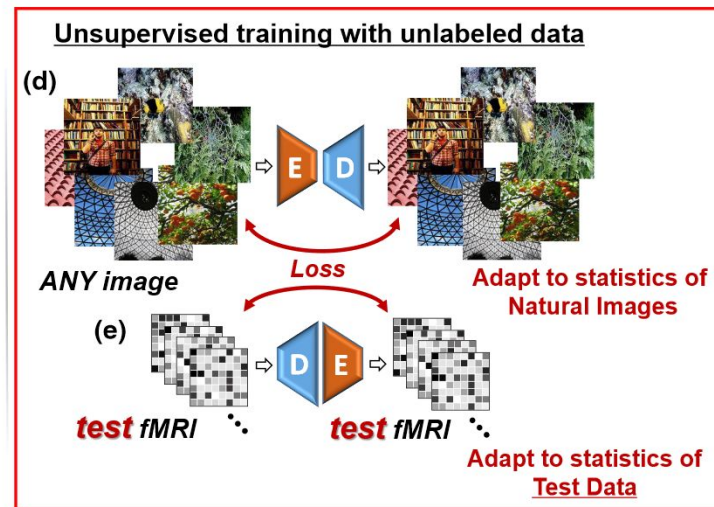 Unsupervised training with unlabeled data
(d)
E D
Loss
ANY image
Adapt to statistics of
Natural Images
(e)
D E
test fMRI
test fMRI
Adapt to statistics of
Test Data